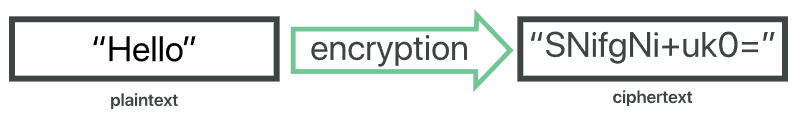 “Hello”
encryption
“SNifgNi+uk0=”
plaintext
ciphertext